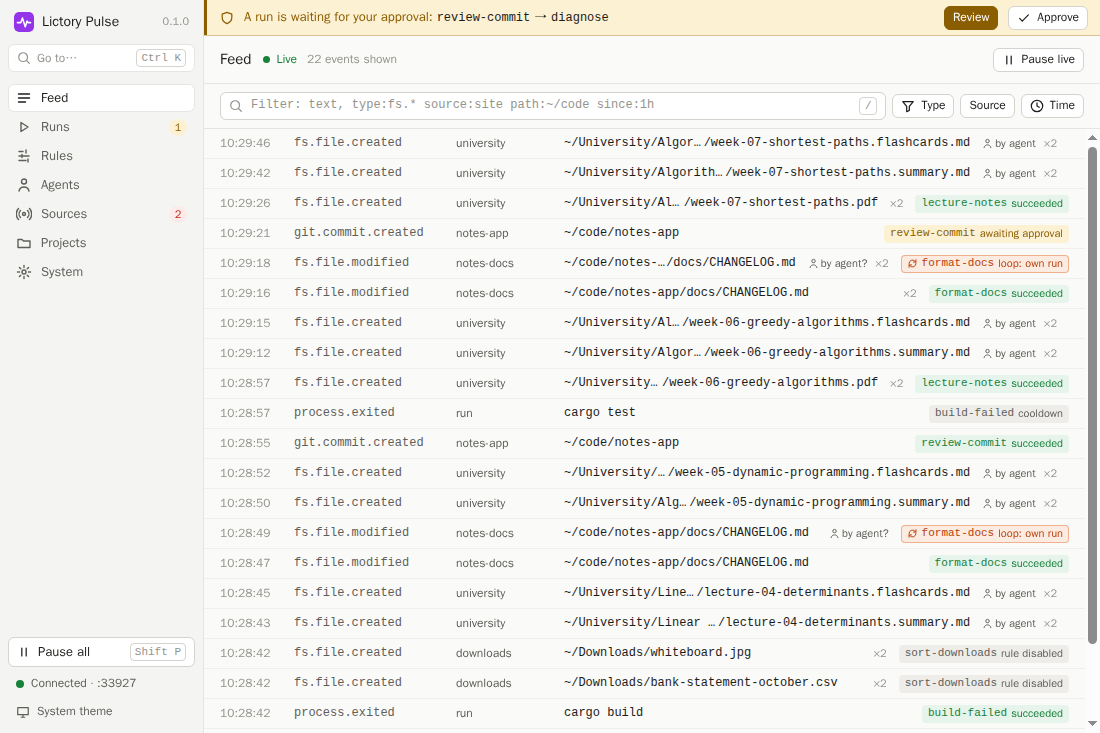 Lictory Pulse 0.1.0
Go to··· Ctrl K
Feed
Runs 1
Rules
Agents
Sources 2
Projects
System
Pause all Shift P
Connected · :33927
System theme
A run is waiting for your approval: review-commit → diagnose Review Approve
Feed Live 22 events shown Pause live
Filter: text, type:fs.* source:site path:~/code since:1h / Type Source Time
10:29:46 fs.file.created university ~/University/Algor… /week-07-shortest-paths.flashcards.md by agent ×2
10:29:42 fs.file.created university ~/University/Algorith… /week-07-shortest-paths.summary.md by agent ×2
10:29:26 fs.file.created university ~/University/Al… /week-07-shortest-paths.pdf ×2 lecture-notes succeeded
10:29:21 git.commit.created notes-app ~/code/notes-app review-commit awaiting approval
10:29:18 fs.file.modified notes-docs ~/code/notes-…/docs/CHANGELOG.md by agent? ×2 format-docs loop: own run
10:29:16 fs.file.modified notes-docs ~/code/notes-app/docs/CHANGELOG.md ×2 format-docs succeeded
10:29:15 fs.file.created university ~/University/Al… /week-06-greedy-algorithms.flashcards.md by agent ×2
10:29:12 fs.file.created university ~/University/Algor… /week-06-greedy-algorithms.summary.md by agent ×2
10:28:57 fs.file.created university ~/University… /week-06-greedy-algorithms.pdf ×2 lecture-notes succeeded
10:28:57 process.exited run cargo test build-failed cooldown
10:28:55 git.commit.created notes-app ~/code/notes-app review-commit succeeded
10:28:52 fs.file.created university ~/University/… /week-05-dynamic-programming.flashcards.md by agent ×2
10:28:50 fs.file.created university ~/University/Alg… /week-05-dynamic-programming.summary.md by agent ×2
10:28:49 fs.file.modified notes-docs ~/code/notes-app/docs/CHANGELOG.md by agent? format-docs loop: own run
10:28:47 fs.file.modified notes-docs ~/code/notes-app/docs/CHANGELOG.md format-docs succeeded
10:28:45 fs.file.created university ~/University/Line… /lecture-04-determinants.flashcards.md by agent ×2
10:28:43 fs.file.created university ~/University/Linear … /lecture-04-determinants.summary.md by agent ×2
10:28:42 fs.file.created downloads ~/Downloads/whiteboard.jpg ×2 sort-downloads rule disabled
10:28:42 fs.file.created downloads ~/Downloads/bank-statement-october.csv ×2 sort-downloads rule disabled
10:28:42 process.exited run cargo build build-failed succeeded